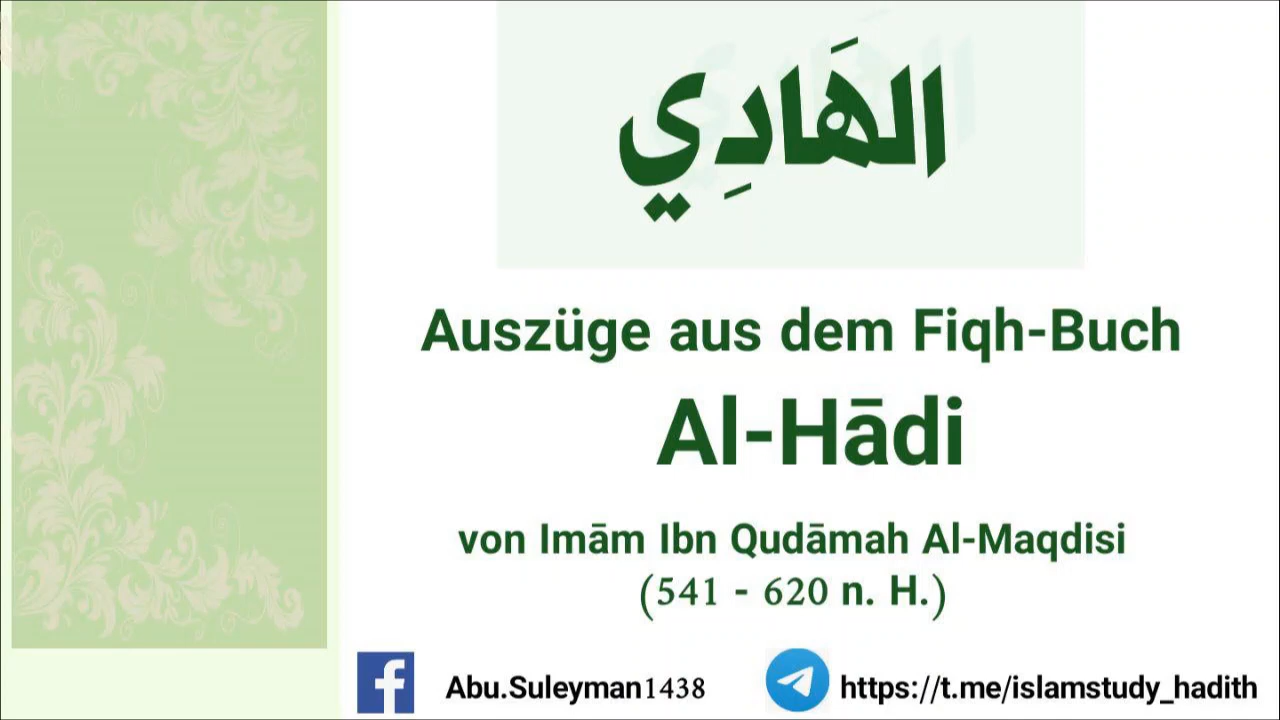 الهَادِي
Auszüge aus dem Fiqh-Buch
Al-Hādi
von Imām Ibn Qudāmah Al-Maqdisi
(541 - 620 n. H.)
Abu.Suleyman1438
https://t.me/islamstudy_hadith